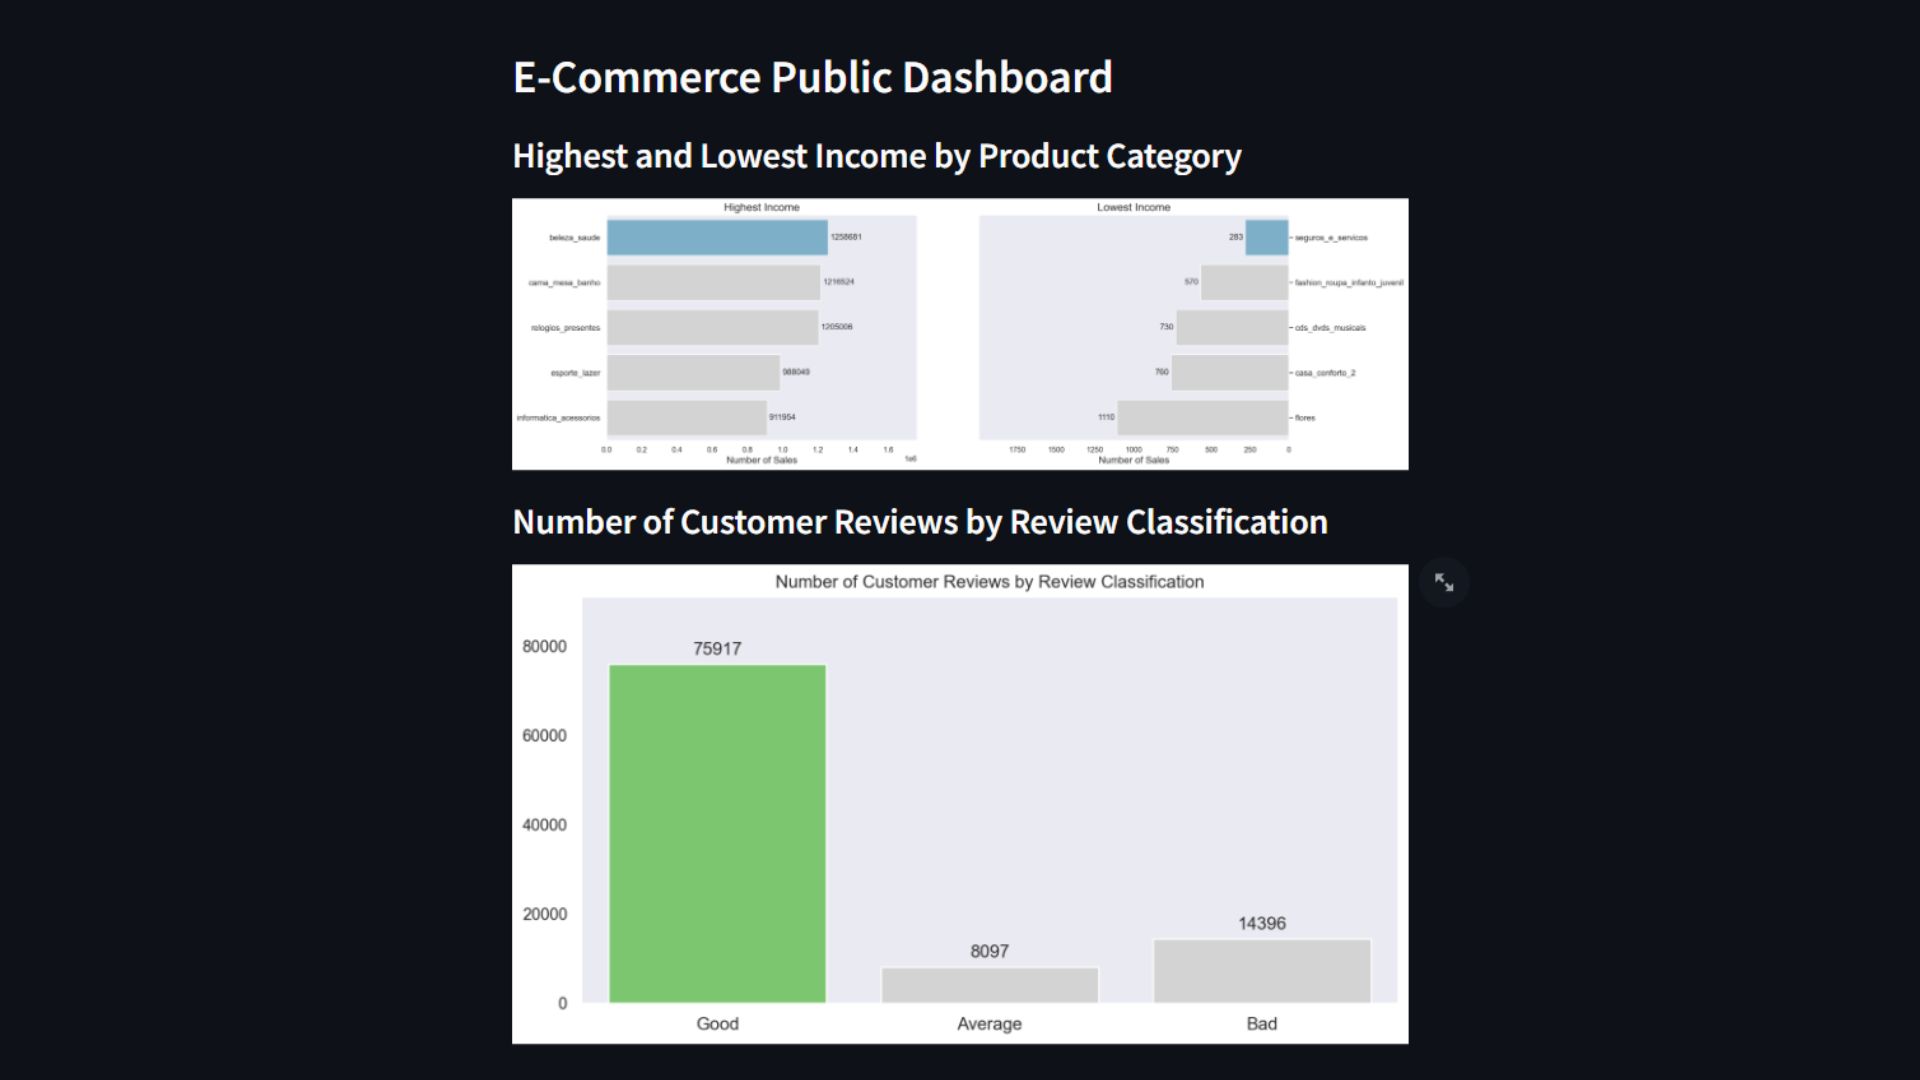 E-Commerce Public Dashboard
Highest and Lowest Income by Product Category
Highest Income
beleza_saude 1258681
cama_mesa_banho 1216524
relogios_presentes 1205006
esporte_lazer 988049
informatica_acessorios 911954
0.0 0.2 0.4 0.6 0.8 1.0 1.2 1.4 1.6
Number of Sales 1e6
Lowest Income
283 seguros_e_servicos
570 fashion_roupa_infanto_juvenil
730 cds_dvds_musicais
760 casa_conforto_2
1110 flores
1750 1500 1250 1000 750 500 250 0
Number of Sales
Number of Customer Reviews by Review Classification
Number of Customer Reviews by Review Classification
80000
60000
40000
20000
0
75917
8097
14396
Good Average Bad